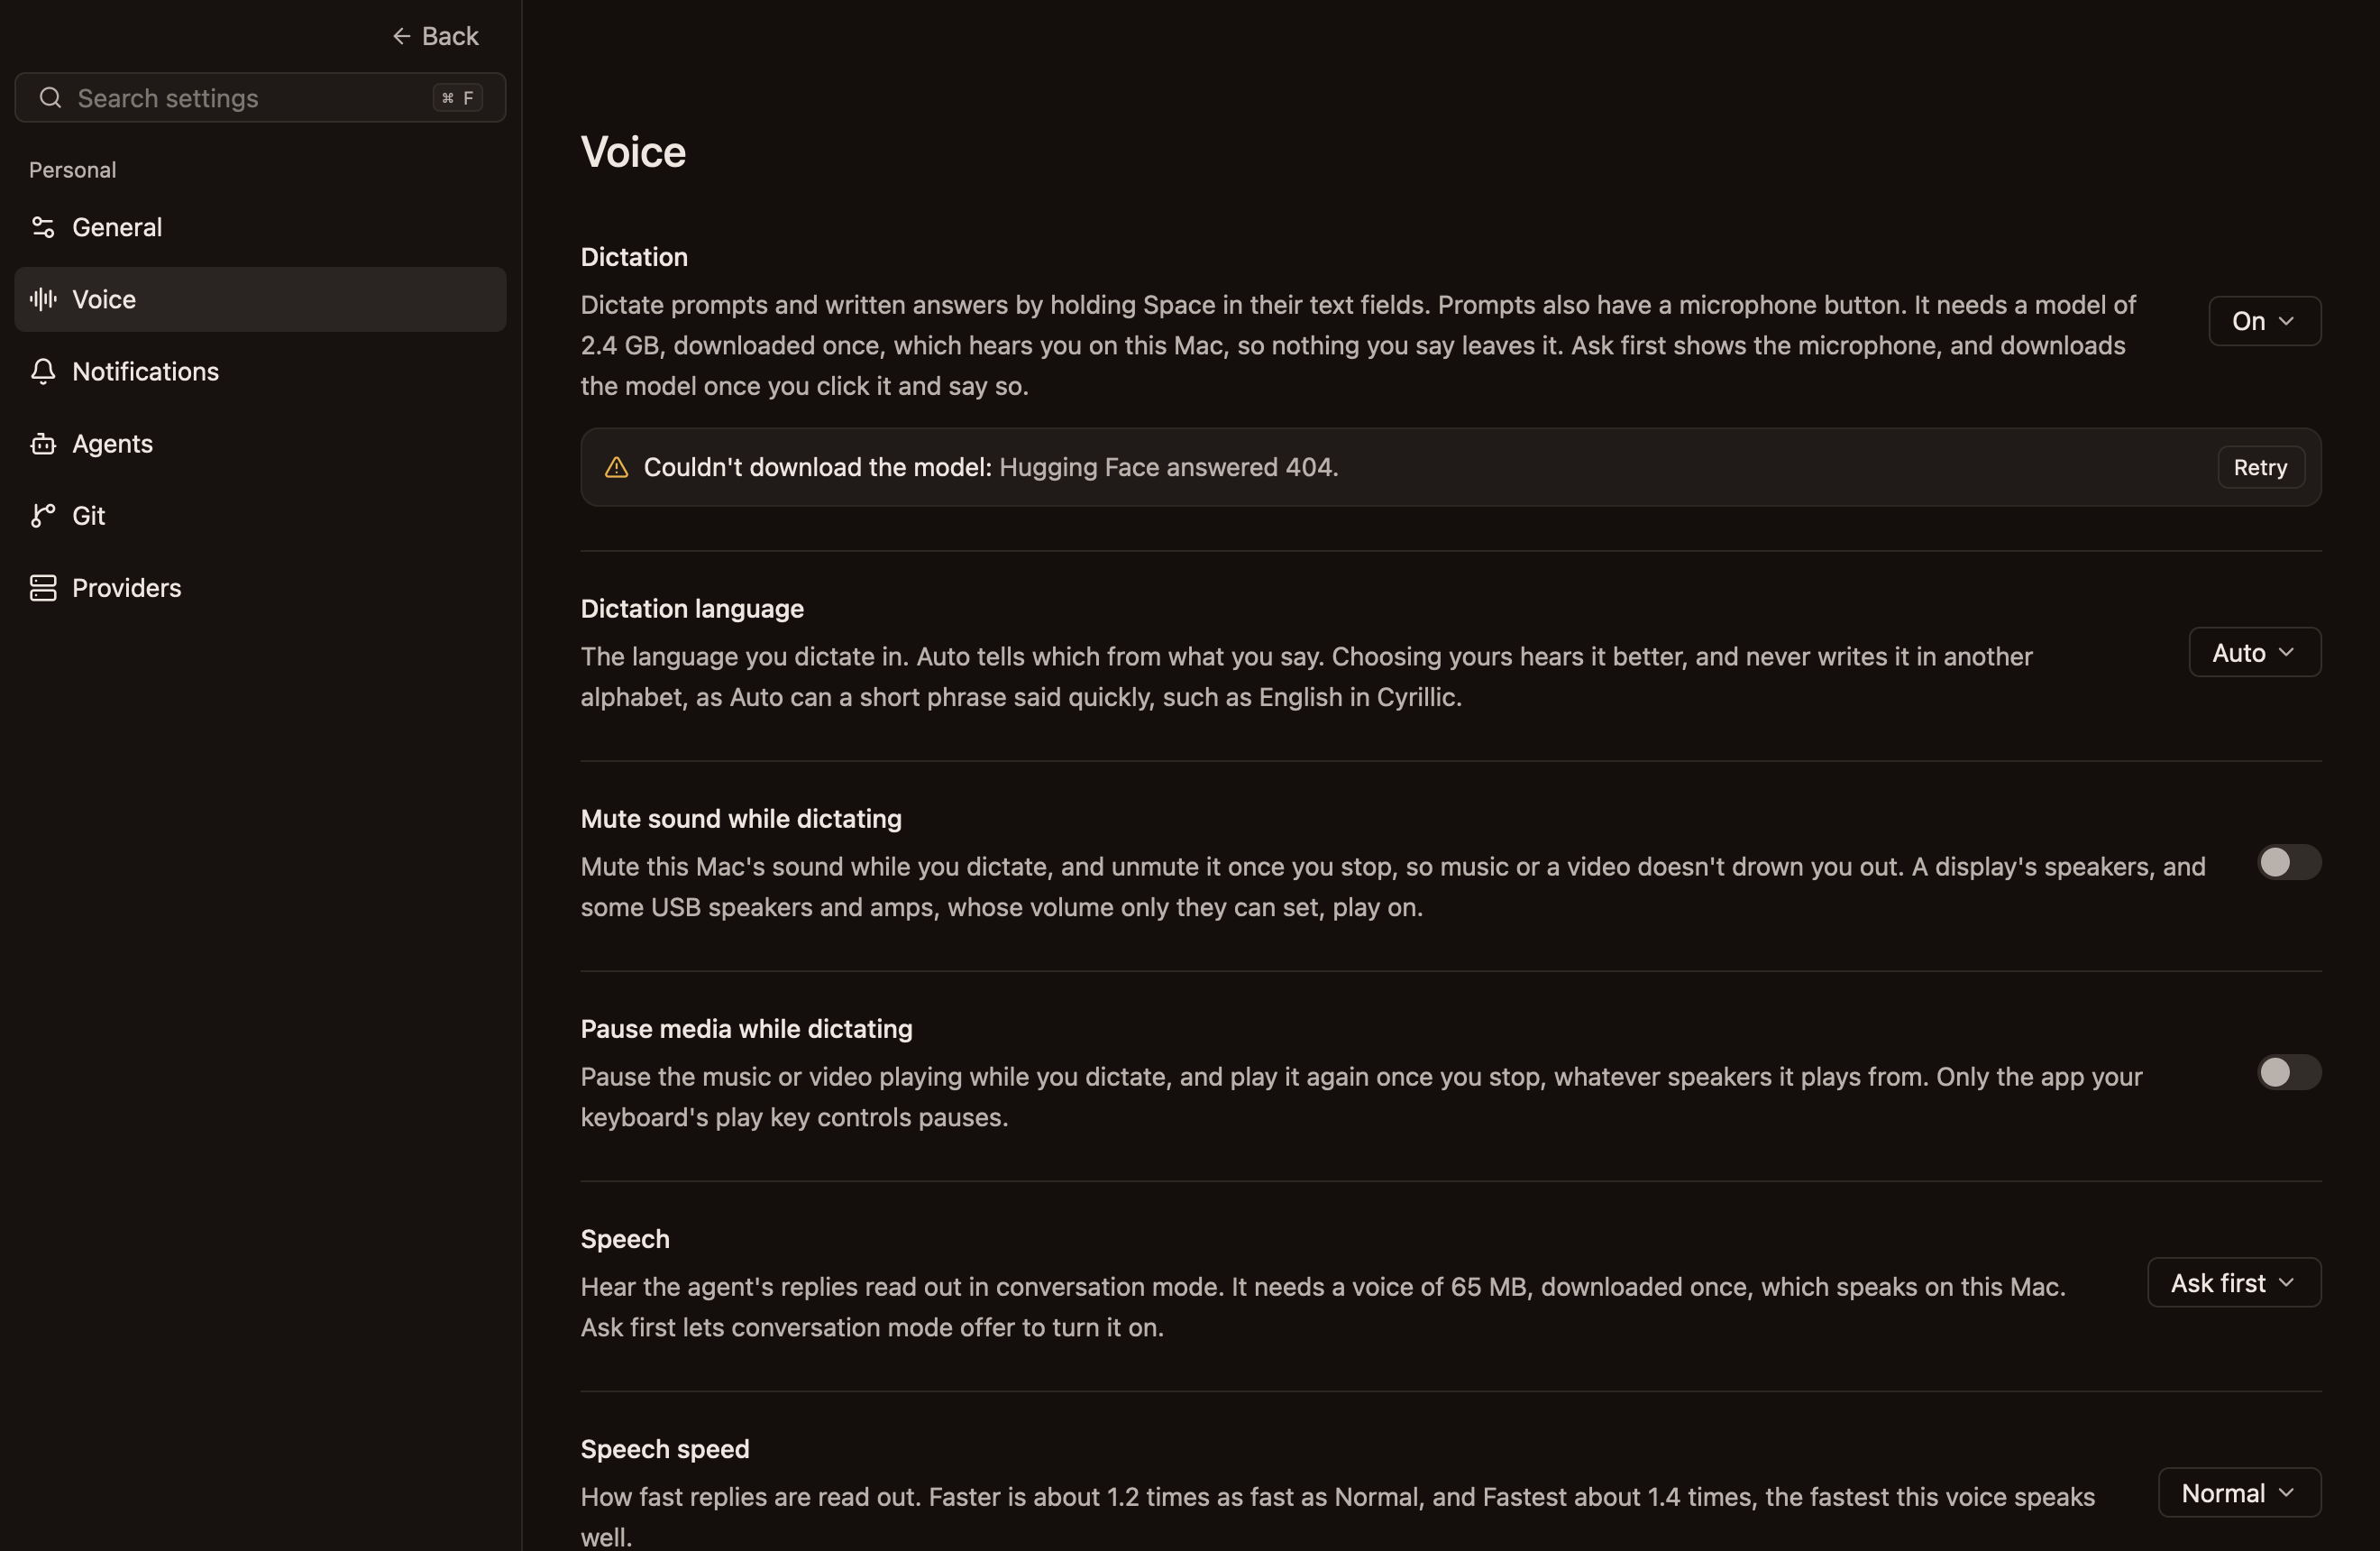 Back
Search settings
⌘ F
Personal
General
Voice
Notifications
Agents
Git
Providers
Voice
Dictation
Dictate prompts and written answers by holding Space in their text fields. Prompts also have a microphone button. It needs a model of
2.4 GB, downloaded once, which hears you on this Mac, so nothing you say leaves it. Ask first shows the microphone, and downloads
the model once you click it and say so.
On
Couldn't download the model: Hugging Face answered 404.
Retry
Dictation language
The language you dictate in. Auto tells which from what you say. Choosing yours hears it better, and never writes it in another
alphabet, as Auto can a short phrase said quickly, such as English in Cyrillic.
Auto
Mute sound while dictating
Mute this Mac's sound while you dictate, and unmute it once you stop, so music or a video doesn't drown you out. A display's speakers, and
some USB speakers and amps, whose volume only they can set, play on.
Pause media while dictating
Pause the music or video playing while you dictate, and play it again once you stop, whatever speakers it plays from. Only the app your
keyboard's play key controls pauses.
Speech
Hear the agent's replies read out in conversation mode. It needs a voice of 65 MB, downloaded once, which speaks on this Mac.
Ask first lets conversation mode offer to turn it on.
Ask first
Speech speed
How fast replies are read out. Faster is about 1.2 times as fast as Normal, and Fastest about 1.4 times, the fastest this voice speaks
well.
Normal